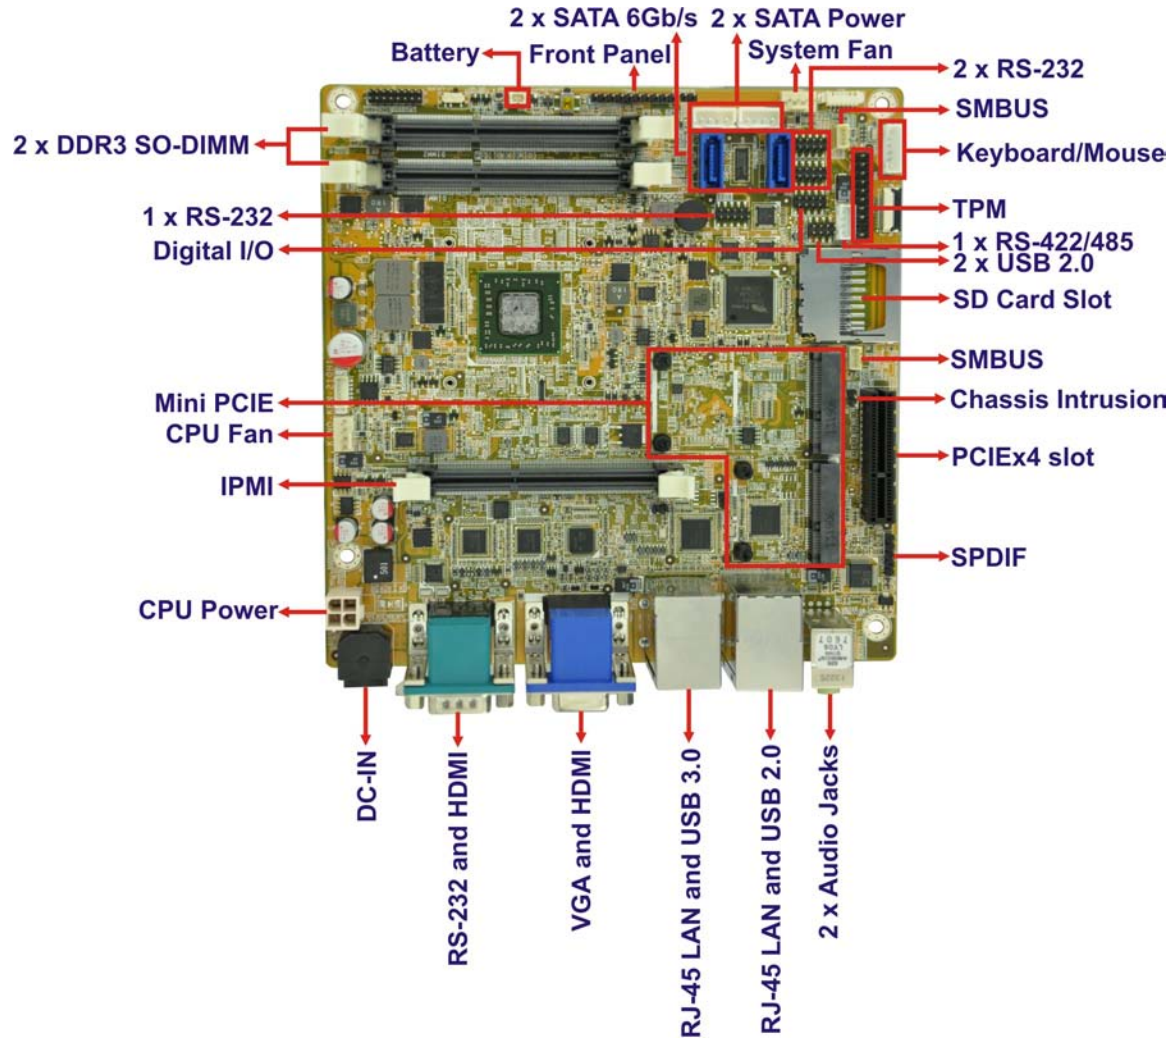 2 x SATA 6Gb/s
2 x SATA Power
Battery
Front Panel
System Fan
2 x RS-232
SMBUS
2 x DDR3 SO-DIMM
Keyboard/Mouse
1 x RS-232
TPM
Digital I/O
1 x RS-422/485
2 x USB 2.0
SD Card Slot
SMBUS
Mini PCIE
Chassis Intrusion
CPU Fan
PCIEx4 slot
IPMI
SPDIF
CPU Power
DC-IN
RS-232 and HDMI
VGA and HDMI
RJ-45 LAN and USB 3.0
RJ-45 LAN and USB 2.0
2 x Audio Jacks